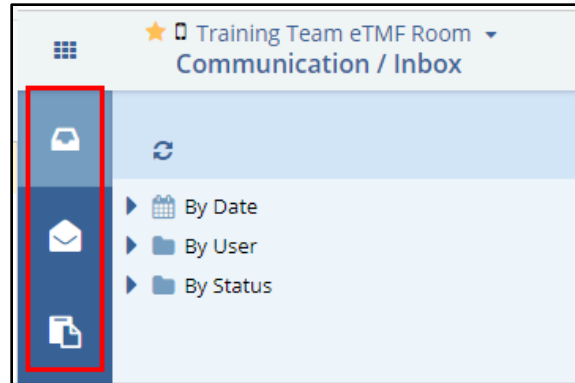 Training Team eTMF Room
Communication / Inbox
By Date
By User
By Status